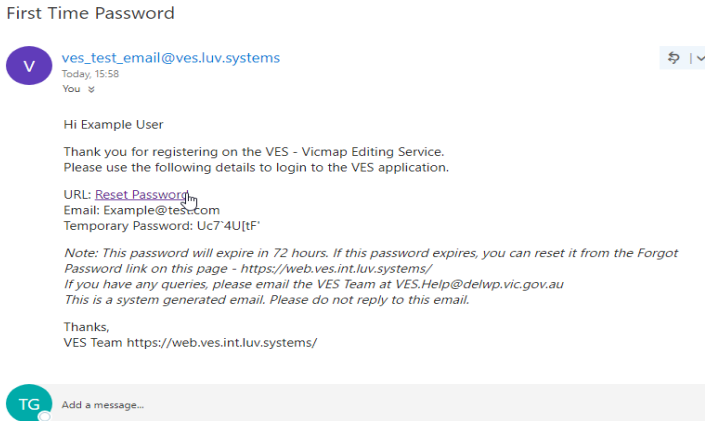 First Time Password
V
ves_test_email@ves.luv.systems
Today, 15:58
You
Hi Example User
Thank you for registering on the VES - Vicmap Editing Service.
Please use the following details to login to the VES application.
URL: Reset Password
Email: Example@test.com
Temporary Password: Uc7`4U[tF'
Note: This password will expire in 72 hours. If this password expires, you can reset it from the Forgot
Password link on this page - https://web.ves.int.luv.systems/
If you have any queries, please email the VES Team at VES.Help@delwp.vic.gov.au
This is a system generated email. Please do not reply to this email.
Thanks,
VES Team https://web.ves.int.luv.systems/
TG
Add a message...